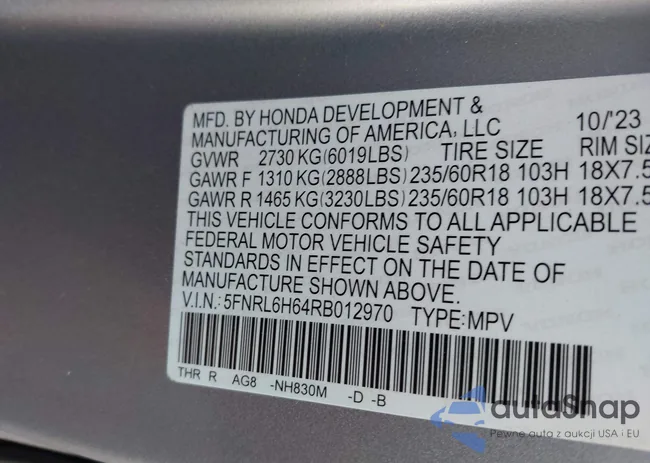 MFD. BY HONDA DEVELOPMENT &
MANUFACTURING OF AMERICA, LLC 10/'23
GVWR 2730 KG(6019LBS) TIRE SIZE RIM SIZ
GAWR F 1310 KG(2888LBS) 235/60R18 103H 18X7.5
GAWR R 1465 KG(3230LBS) 235/60R18 103H 18X7.5
THIS VEHICLE CONFORMS TO ALL APPLICABLE
FEDERAL MOTOR VEHICLE SAFETY
STANDARDS IN EFFECT ON THE DATE OF
MANUFACTURE SHOWN ABOVE.
V.I.N.: 5FNRL6H64RB012970 TYPE:MPV
THR R AG8 -NH830M -D -B
autaSnap
Pewne auta z aukcji USA i EU